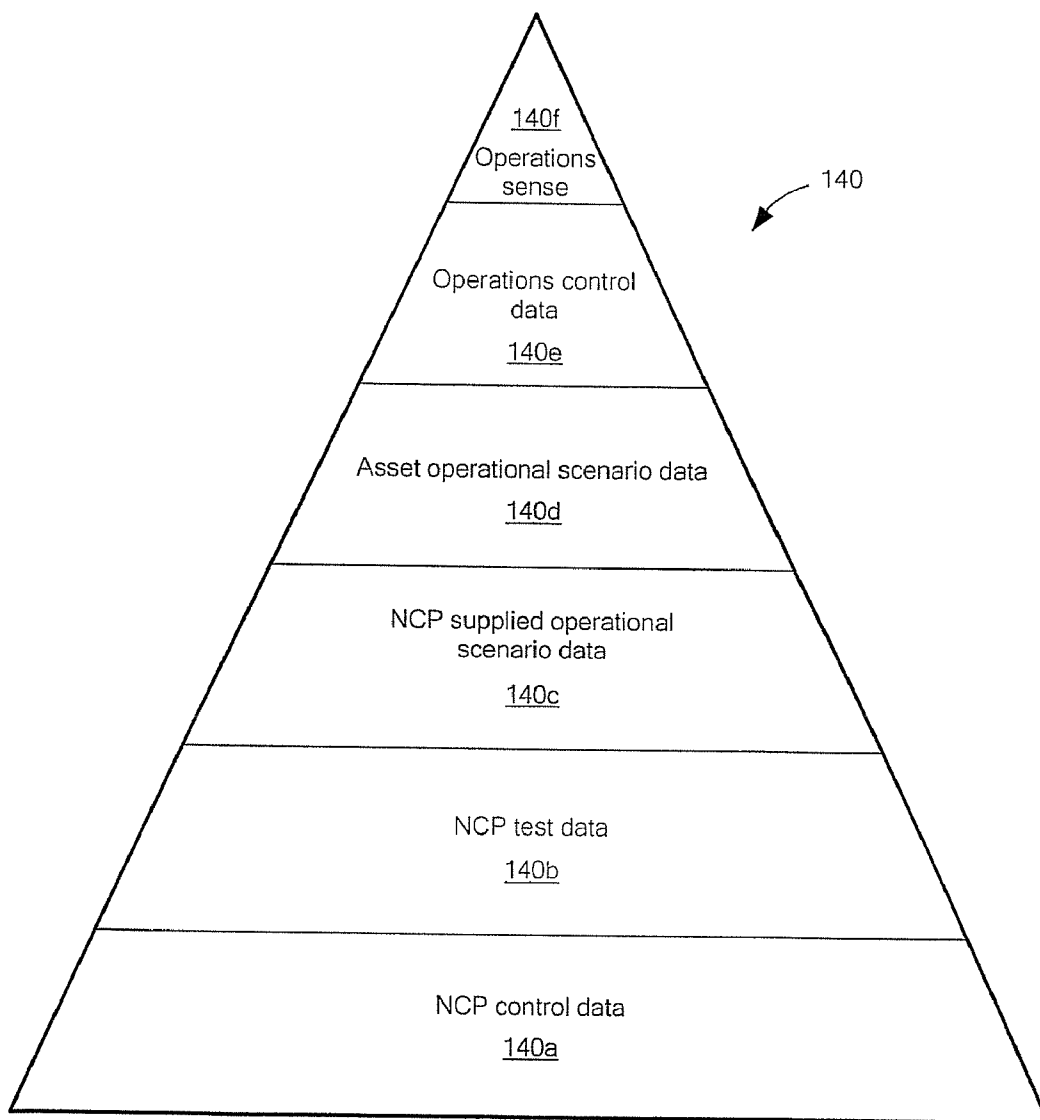 140f
Operations
sense
140
Operations control
data
140e
Asset operational scenario data
140d
NCP supplied operational
scenario data
140c
NCP test data
140b
NCP control data
140a